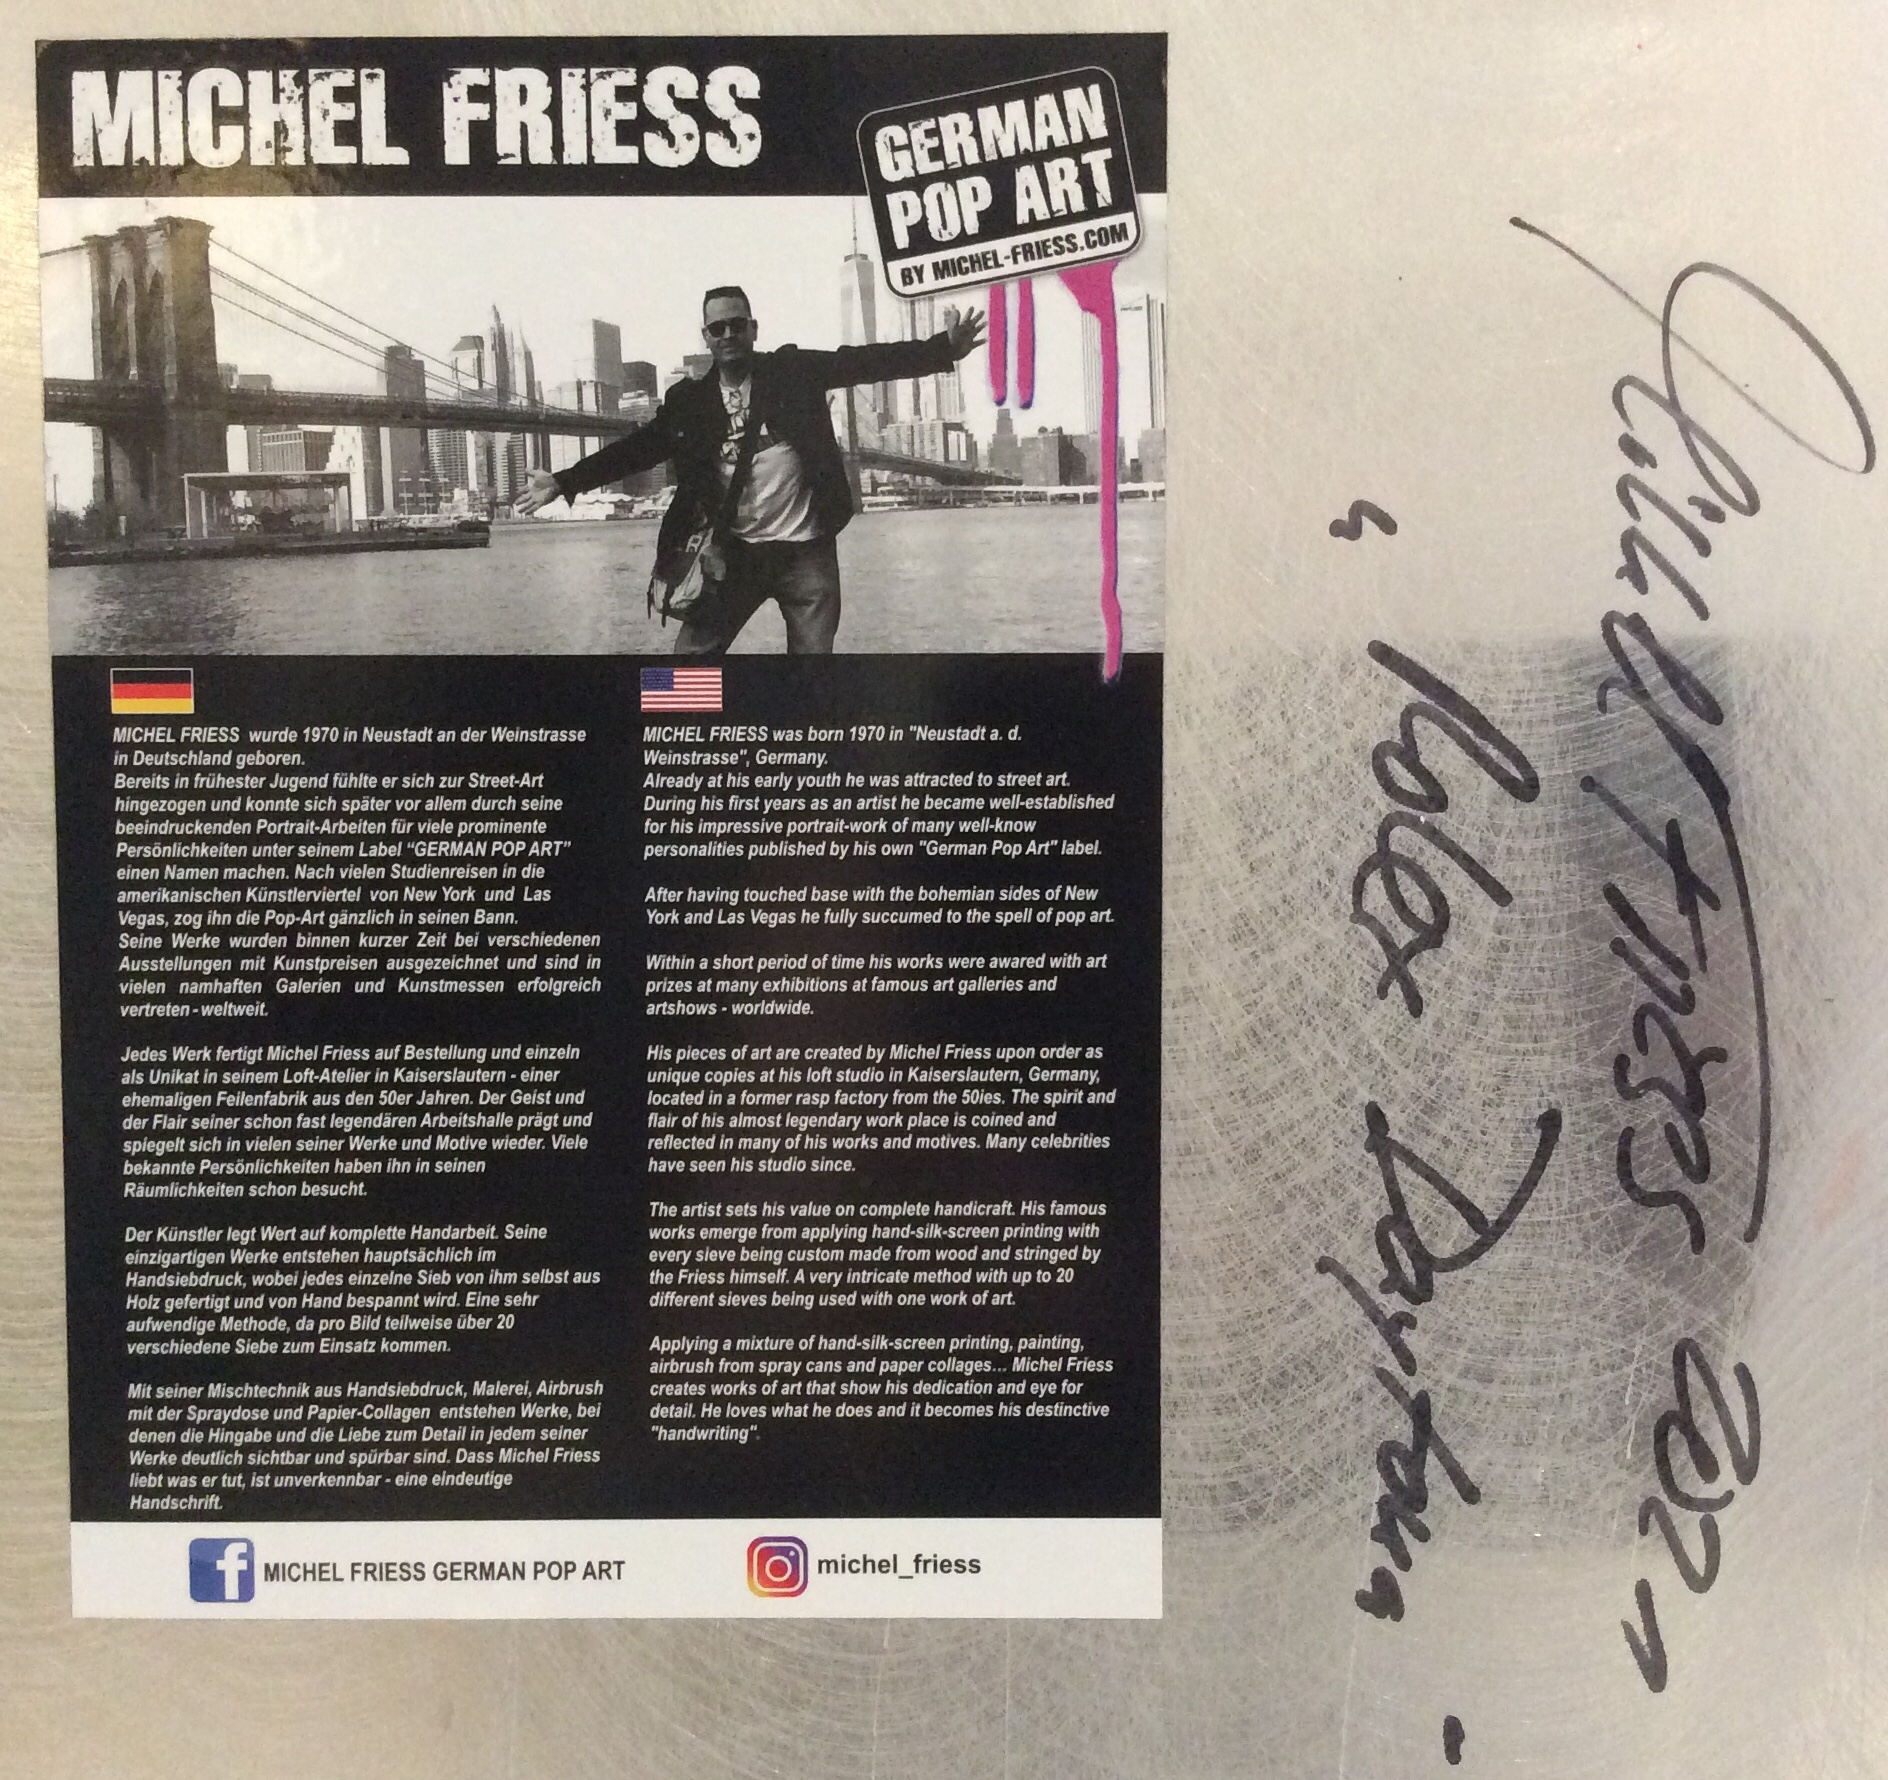 MICHEL FRIESS
GERMAN
POP ART
BY MICHEL-FRIESS.COM
MICHEL FRIESS wurde 1970 in Neustadt an der Weinstrasse
in Deutschland geboren.
Bereits in frühester Jugend fühlte er sich zur Street-Art
hingezogen und konnte sich später vor allem durch seine
beeindruckenden Portrait-Arbeiten für viele prominente
Persönlichkeiten unter seinem Label “GERMAN POP ART”
einen Namen machen. Nach vielen Studienreisen in die
amerikanischen Künstlerviertel von New York und Las
Vegas, zog ihn die Pop-Art gänzlich in seinen Bann.
Seine Werke wurden binnen kurzer Zeit bei verschiedenen
Ausstellungen mit Kunstpreisen ausgezeichnet und sind in
vielen namhaften Galerien und Kunstmessen erfolgreich
vertreten - weltweit.
Jedes Werk fertigt Michel Friess auf Bestellung und einzeln
als Unikat in seinem Loft-Atelier in Kaiserslautern - einer
ehemaligen Feilenfabrik aus den 50er Jahren. Der Geist und
der Flair seiner schon fast legendären Arbeitshalle prägt und
spiegelt sich in vielen seiner Werke und Motive wieder. Viele
bekannte Persönlichkeiten haben ihn in seinen
Räumlichkeiten schon besucht.
Der Künstler legt Wert auf komplette Handarbeit. Seine
einzigartigen Werke entstehen hauptsächlich im
Handsiebdruck, wobei jedes einzelne Sieb von ihm selbst aus
Holz gefertigt und von Hand bespannt wird. Eine sehr
aufwendige Methode, da pro Bild teilweise über 20
verschiedene Siebe zum Einsatz kommen.
Mit seiner Mischtechnik aus Handsiebdruck, Malerei, Airbrush
mit der Spraydose und Papier-Collagen entstehen Werke, bei
denen die Hingabe und die Liebe zum Detail in jedem seiner
Werke deutlich sichtbar und spürbar sind. Dass Michel Friess
liebt was er tut, ist unverkennbar - eine eindeutige
Handschrift.
MICHEL FRIESS was born 1970 in "Neustadt a. d.
Weinstrasse", Germany.
Already at his early youth he was attracted to street art.
During his first years as an artist he became well-established
for his impressive portrait-work of many well-know
personalities published by his own "German Pop Art" label.
After having touched base with the bohemian sides of New
York and Las Vegas he fully succumed to the spell of pop art.
Within a short period of time his works were awared with art
prizes at many exhibitions at famous art galleries and
artshows - worldwide.
His pieces of art are created by Michel Friess upon order as
unique copies at his loft studio in Kaiserslautern, Germany,
located in a former rasp factory from the 50ies. The spirit and
flair of his almost legendary work place is coined and
reflected in many of his works and motives. Many celebrities
have seen his studio since.
The artist sets his value on complete handicraft. His famous
works emerge from applying hand-silk-screen printing with
every sieve being custom made from wood and stringed by
the Friess himself. A very intricate method with up to 20
different sieves being used with one work of art.
Applying a mixture of hand-silk-screen printing, painting,
airbrush from spray cans and paper collages... Michel Friess
creates works of art that show his dedication and eye for
detail. He loves what he does and it becomes his destinctive
"handwriting".
MICHEL FRIESS GERMAN POP ART
michel_friess
Michel Friess
Rolex Daytona